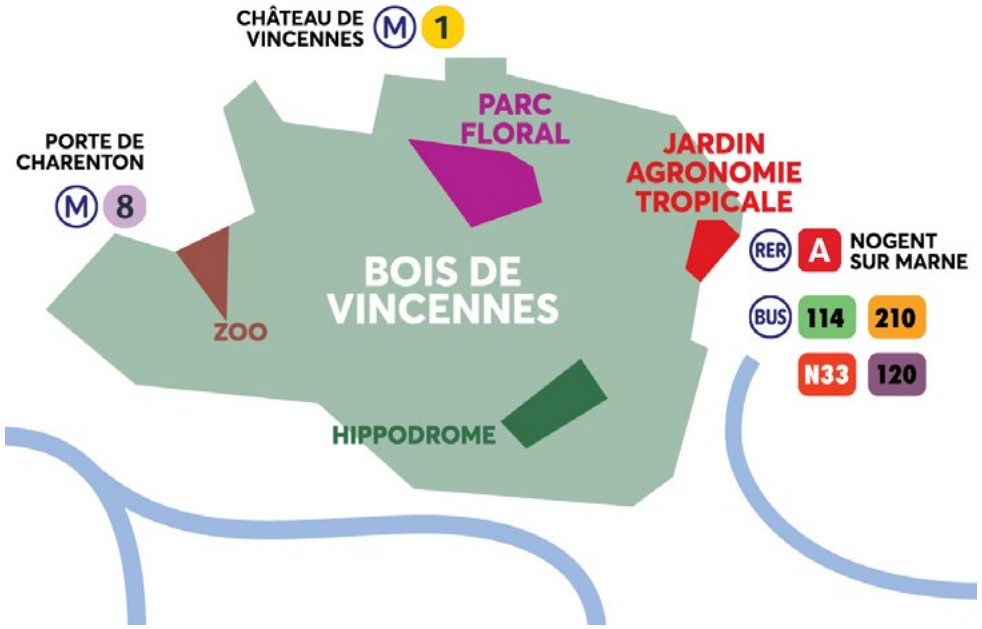 CHÂTEAU DE
VINCENNES M 1
PARC
FLORAL
PORTE DE
CHARENTON
M 8
JARDIN
AGRONOMIE
TROPICALE
RER A NOGENT
SUR MARNE
BOIS DE
VINCENNES
BUS 114 210
N33 120
ZOO
HIPPODROME